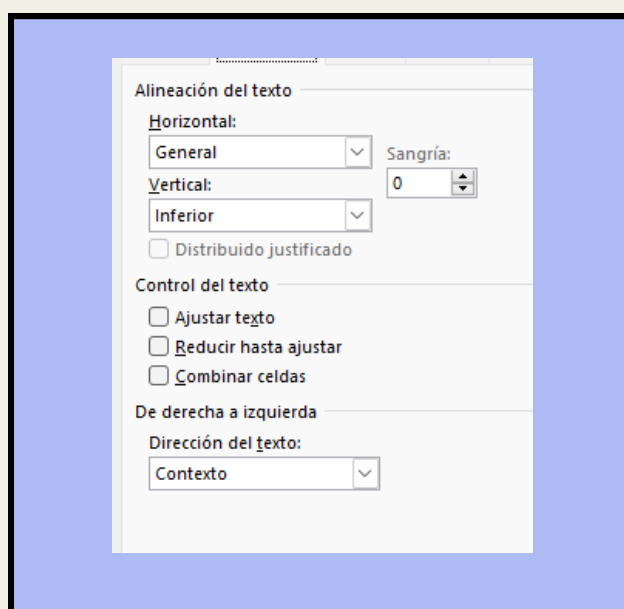 Alineación del texto
Horizontal:
General
Sangría:
Vertical:
0
Inferior
Distribuido justificado
Control del texto
Ajustar texto
Reducir hasta ajustar
Combinar celdas
De derecha a izquierda
Dirección del texto:
Contexto